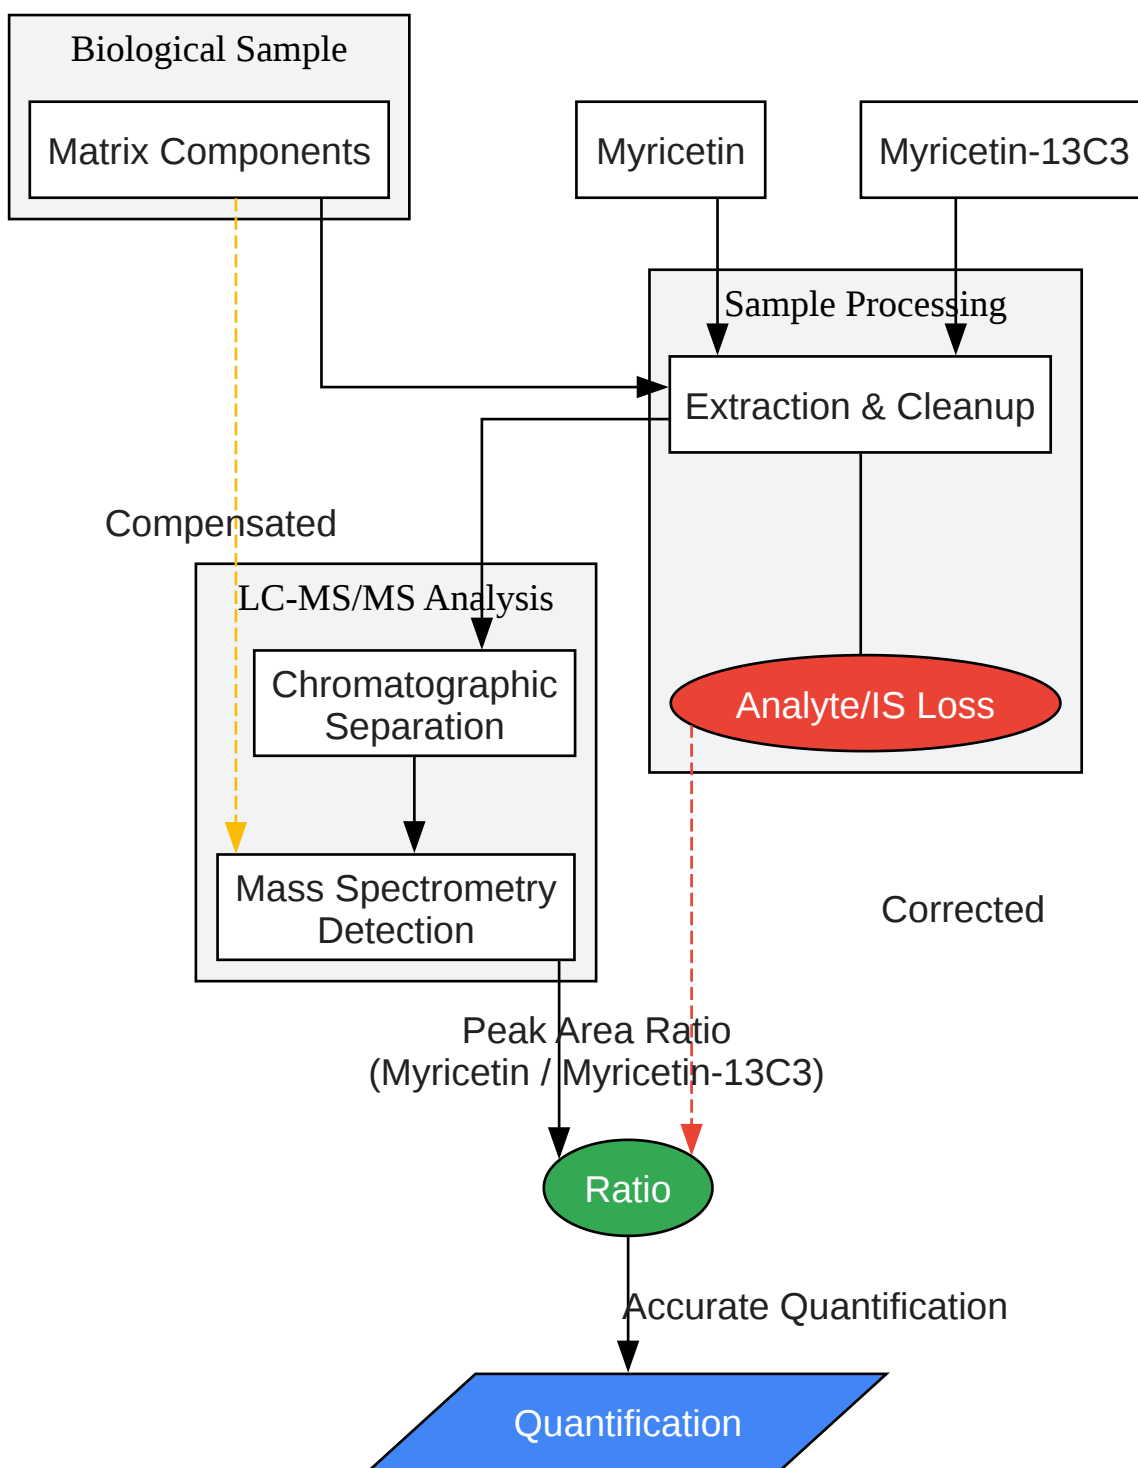 Biological Sample
Matrix Components
Myricetin
Myricetin-13C3
Sample Processing
Extraction & Cleanup
Compensated
LC-MS/MS Analysis
Chromatographic
Separation
Analyte/IS Loss
Mass Spectrometry
Detection
Corrected
Peak Area Ratio
(Myricetin / Myricetin-13C3)
Ratio
Accurate Quantification
Quantification